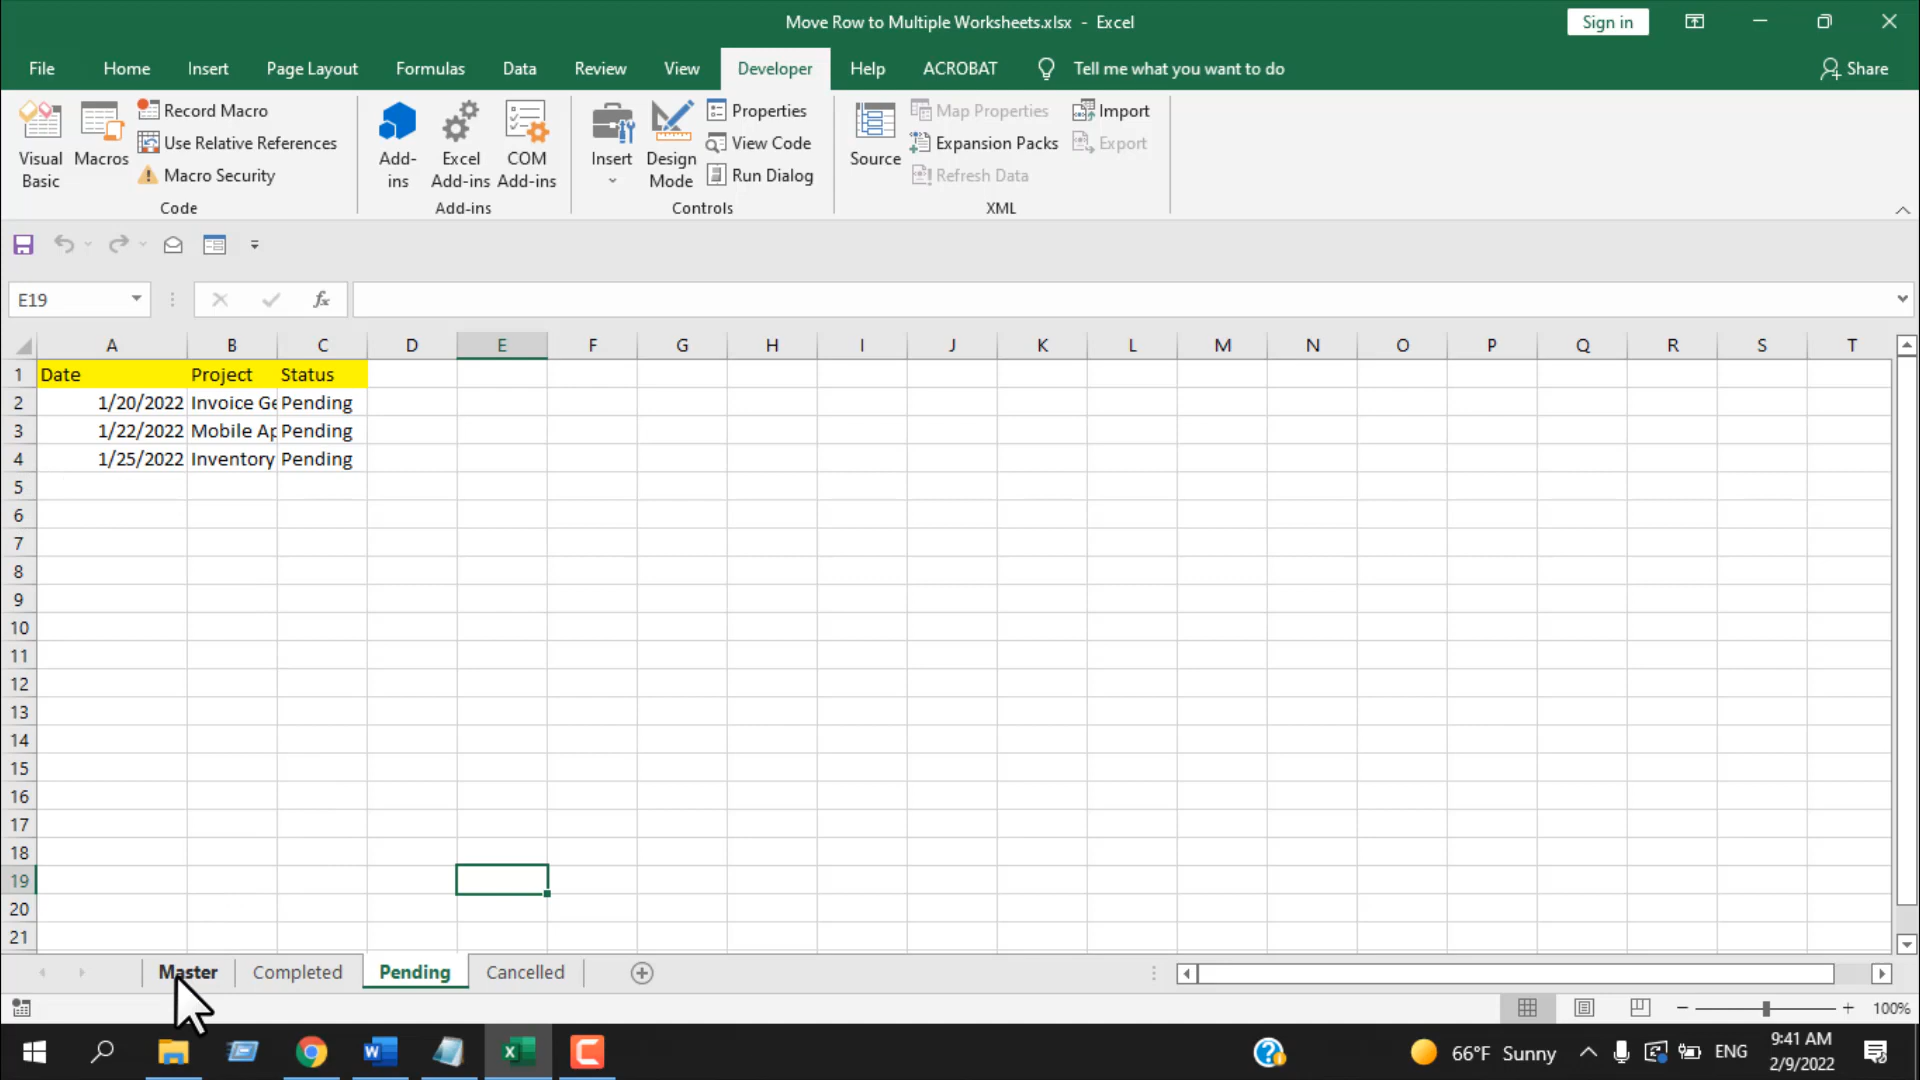 Move Row to Multiple Worksheets.xlsx - Excel
Sign in
File Home Insert Page Layout Formulas Data Review View Developer Help ACROBAT Tell me what you want to do Share
Visual Basic
Macros
Record Macro
Use Relative References
Macro Security
Code
Add-ins
Excel Add-ins
COM Add-ins
Add-ins
Insert
Design Mode
Properties
View Code
Run Dialog
Controls
Source
Map Properties
Expansion Packs
Refresh Data
Import
Export
XML
E19
fx
A B C D E F G H I J K L M N O P Q R S T
1 Date Project Status
2 1/20/2022 Invoice Ge Pending
3 1/22/2022 Mobile Ap Pending
4 1/25/2022 Inventory Pending
5
6
7
8
9
10
11
12
13
14
15
16
17
18
19
20
21
Master Completed Pending Cancelled
100%
66°F Sunny
ENG
9:41 AM
2/9/2022